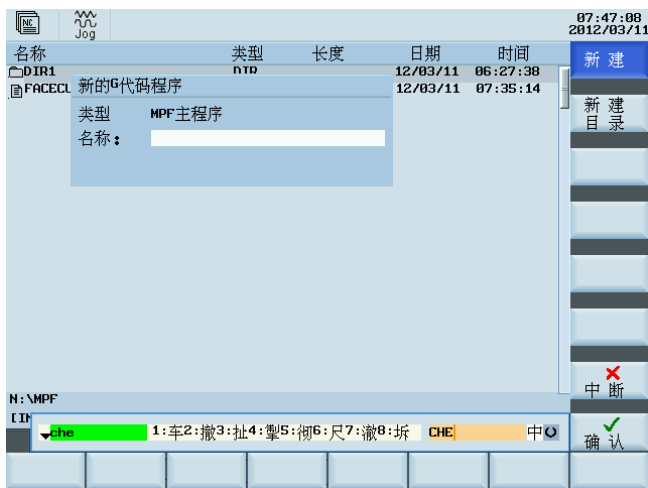 NC
Jog
07:47:08
2012/03/11
名称 类型 长度 日期 时间
DIR1 DIR 12/03/11 06:27:38
FACECU 12/03/11 07:35:14
新的G代码程序
类型 MPF主程序
名称:
新建
新建
目录
N:\MPF
中断
che 1:车2:撤3:扯4:掣5:彻6:尺7:澈8:坼 CHE 中
确认